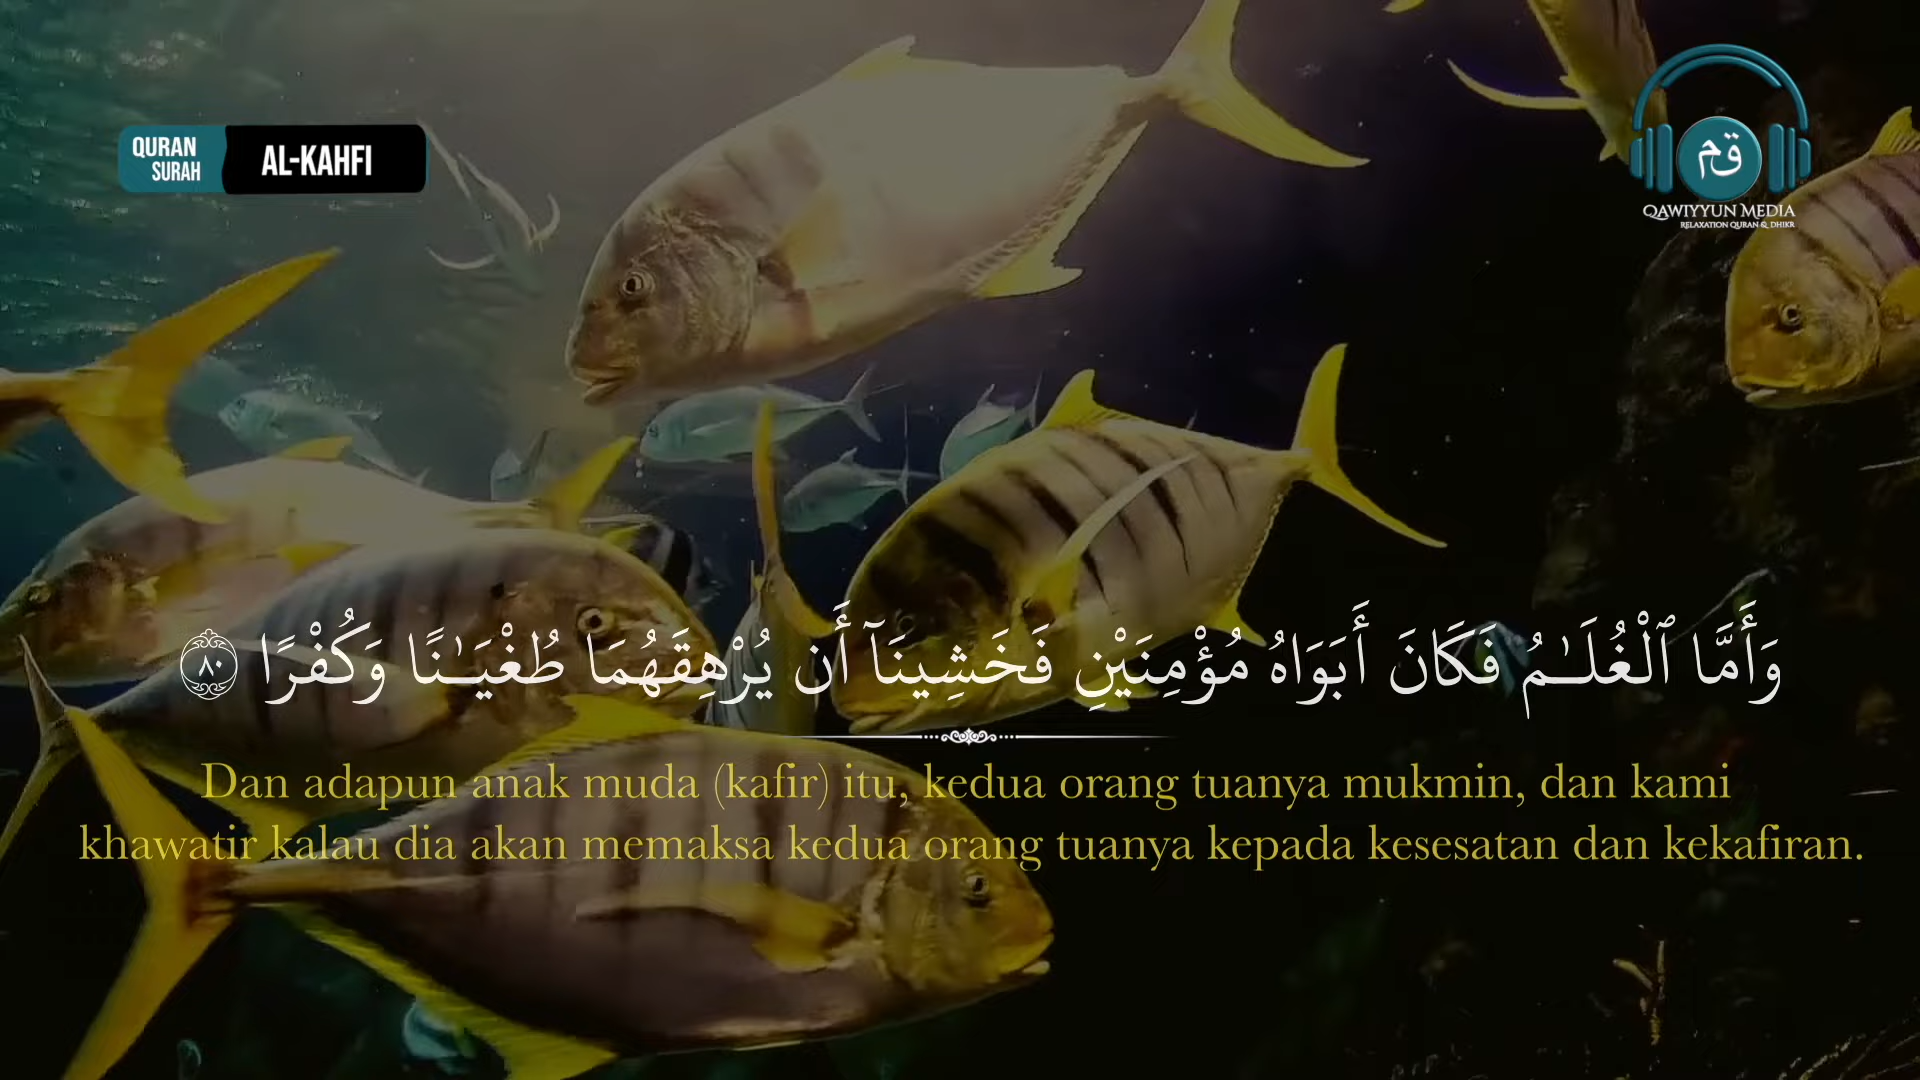 QURAN
SURAH
AL-KAHFI
قم
QAWIYYUN MEDIA
RELAXATION QURAN & DHIKR
وَأَمَّا ٱلْغُلَـٰمُ فَكَانَ أَبَوَاهُ مُؤْمِنَيْنِ فَخَشِينَآ أَن يُرْهِقَهُمَا طُغْيَـٰنًا وَكُفْرًا ٨٠
Dan adapun anak muda (kafir) itu, kedua orang tuanya mukmin, dan kami
khawatir kalau dia akan memaksa kedua orang tuanya kepada kesesatan dan kekafiran.